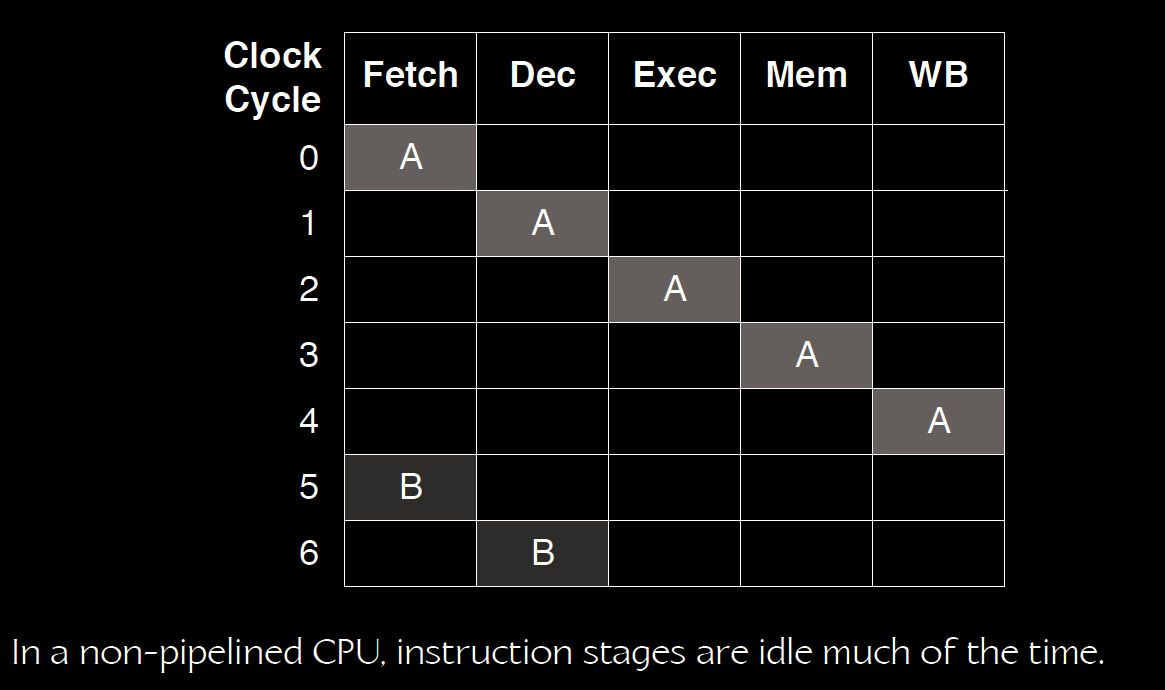 Clock Cycle Fetch Dec Exec Mem WB
0 A
1 A
2 A
3 A
4 A
5 B
6 B
In a non-pipelined CPU, instruction stages are idle much of the time.